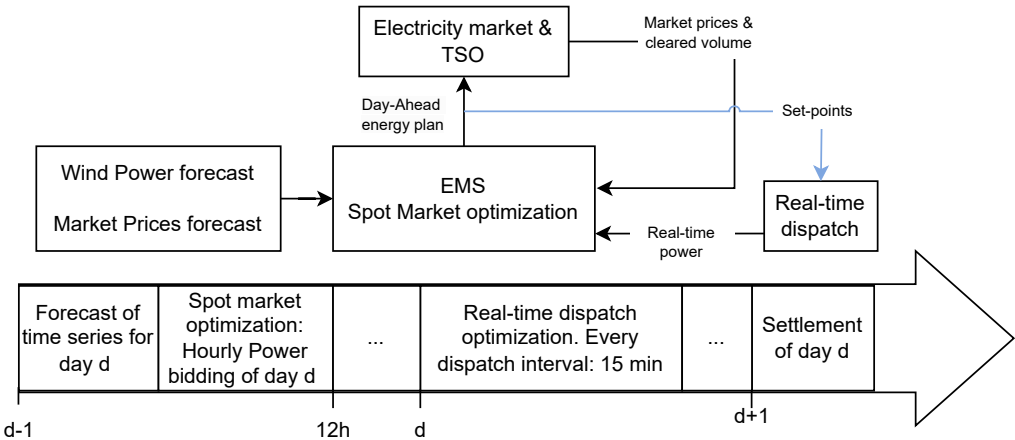 Electricity market &
TSO
Market prices &
cleared volume
Day-Ahead
energy plan
Set-points
Wind Power forecast
Market Prices forecast
EMS
Spot Market optimization
Real-time
dispatch
Real-time
power
Forecast of
time series for
day d
Spot market
optimization:
Hourly Power
bidding of day d
...
Real-time dispatch
optimization. Every
dispatch interval: 15 min
...
Settlement
of day d
d-1
12h
d
d+1